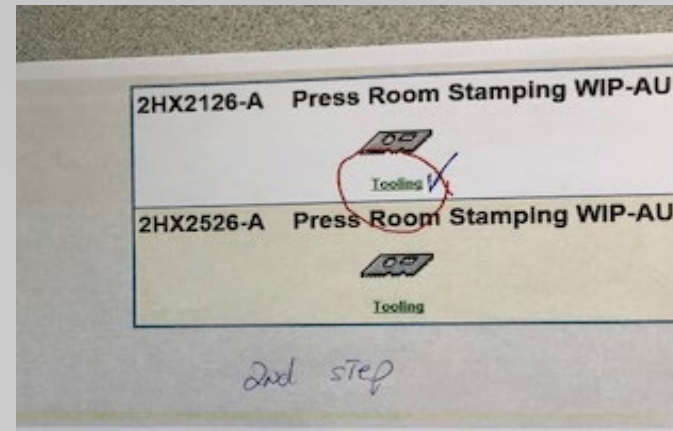 2HX2126-A Press Room Stamping WIP-AU
Tooling
2HX2526-A Press Room Stamping WIP-AU
Tooling
2nd step